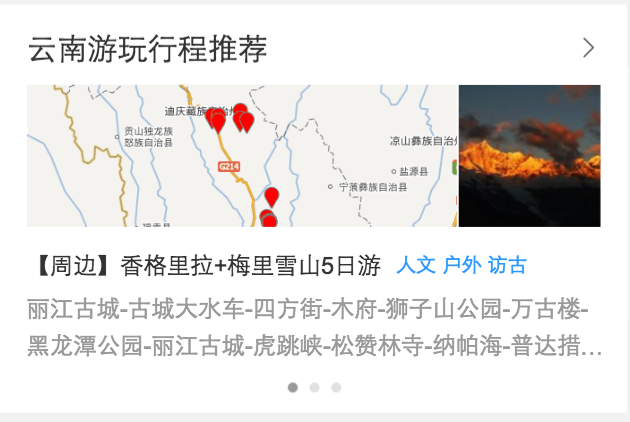 云南游玩行程推荐
迪庆藏族自治州
贡山独龙族
怒族自治县
凉山彝族自治州
盐源县
G214
宁蒗彝族自治县
【周边】香格里拉+梅里雪山5日游 人文 户外 访古
丽江古城-古城大水车-四方街-木府-狮子山公园-万古楼-
黑龙潭公园-丽江古城-虎跳峡-松赞林寺-纳帕海-普达措...